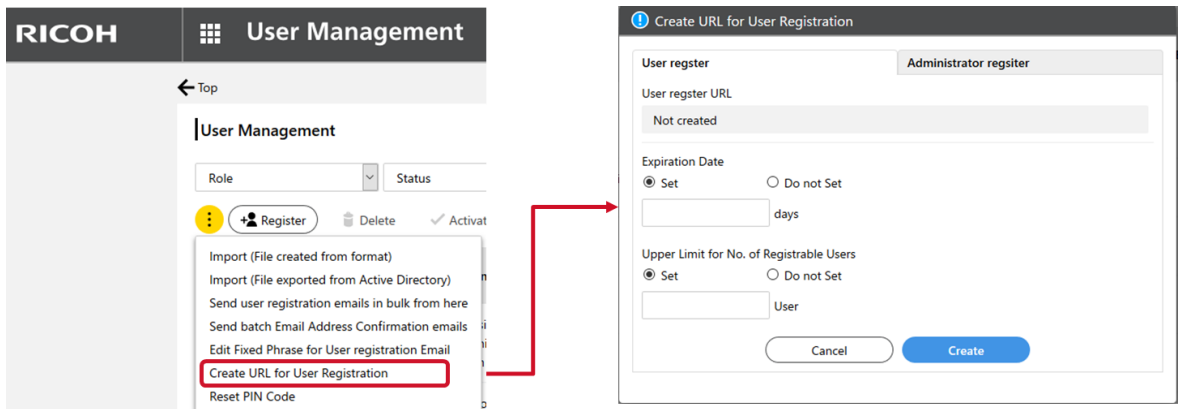 RICOH
User Management
Top
User Management
Role
Status
Register
Delete
Activat
Import (File created from format)
Import (File exported from Active Directory)
Send user registration emails in bulk from here
Send batch Email Address Confirmation emails
Edit Fixed Phrase for User registration Email
Create URL for User Registration
Reset PIN Code
Create URL for User Registration
User regster
Administrator regsiter
User regster URL
Not created
Expiration Date
Set
Do not Set
days
Upper Limit for No. of Registrable Users
Set
Do not Set
User
Cancel
Create